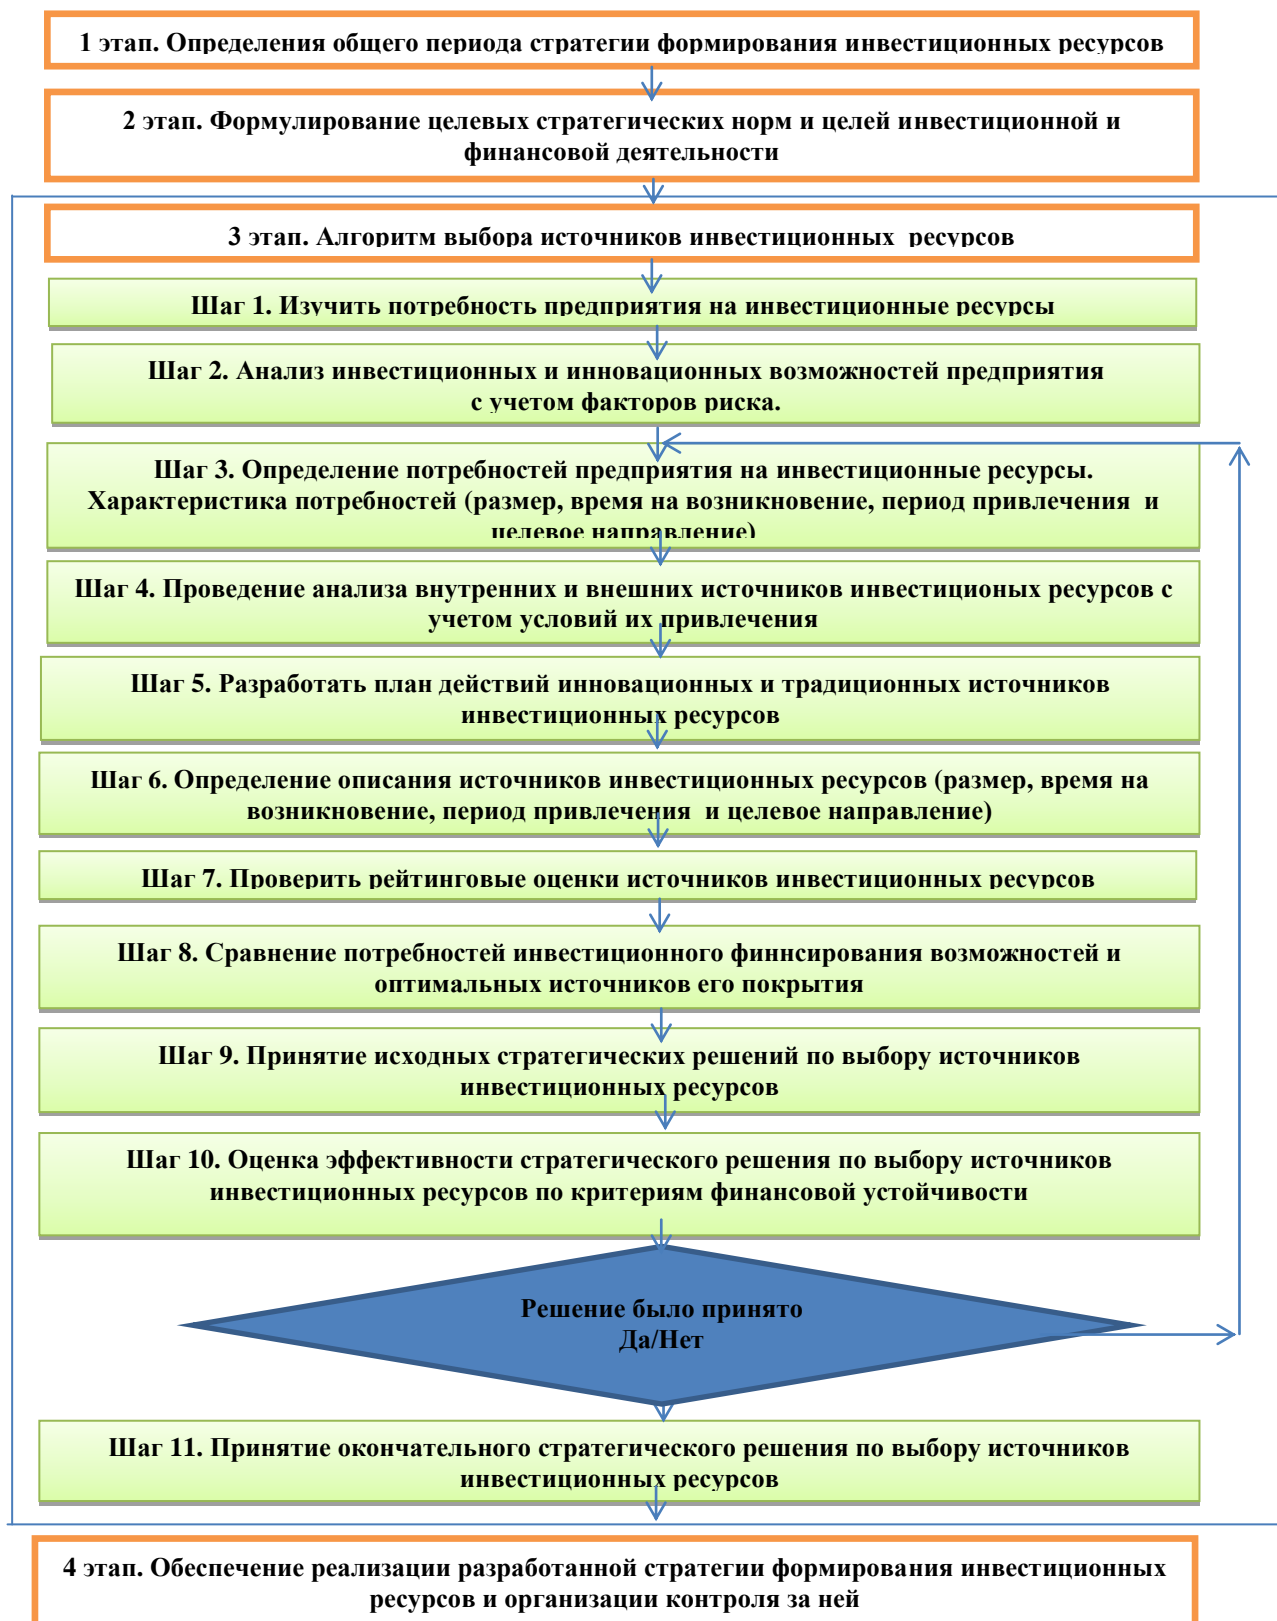 1 этап. Определения общего периода стратегии формирования инвестиционных ресурсов
2 этап. Формулирование целевых стратегических норм и целей инвестиционной и
финансовой деятельности
3 этап. Алгоритм выбора источников инвестиционных ресурсов
Шаг 1. Изучить потребность предприятия на инвестиционные ресурсы
Шаг 2. Анализ инвестиционных и инновационных возможностей предприятия
с учетом факторов риска.
Шаг 3. Определение потребностей предприятия на инвестиционные ресурсы.
Характеристика потребностей (размер, время на возникновение, период привлечения и
целевое направление)
Шаг 4. Проведение анализа внутренних и внешних источников инвестиционых ресурсов с
учетом условий их привлечения
Шаг 5. Разработать план действий инновационных и традиционных источников
инвестиционных ресурсов
Шаг 6. Определение описания источников инвестиционных ресурсов (размер, время на
возникновение, период привлечения и целевое направление)
Шаг 7. Проверить рейтинговые оценки источников инвестиционных ресурсов
Шаг 8. Сравнение потребностей инвестиционного финнсирования возможностей и
оптимальных источников его покрытия
Шаг 9. Принятие исходных стратегических решений по выбору источников
инвестиционных ресурсов
Шаг 10. Оценка эффективности стратегического решения по выбору источников
инвестиционных ресурсов по критериям финансовой устойчивости
Решение было принято
Да/Нет
Шаг 11. Принятие окончательного стратегического решения по выбору источников
инвестиционных ресурсов
4 этап. Обеспечение реализации разработанной стратегии формирования инвестиционных
ресурсов и организации контроля за ней